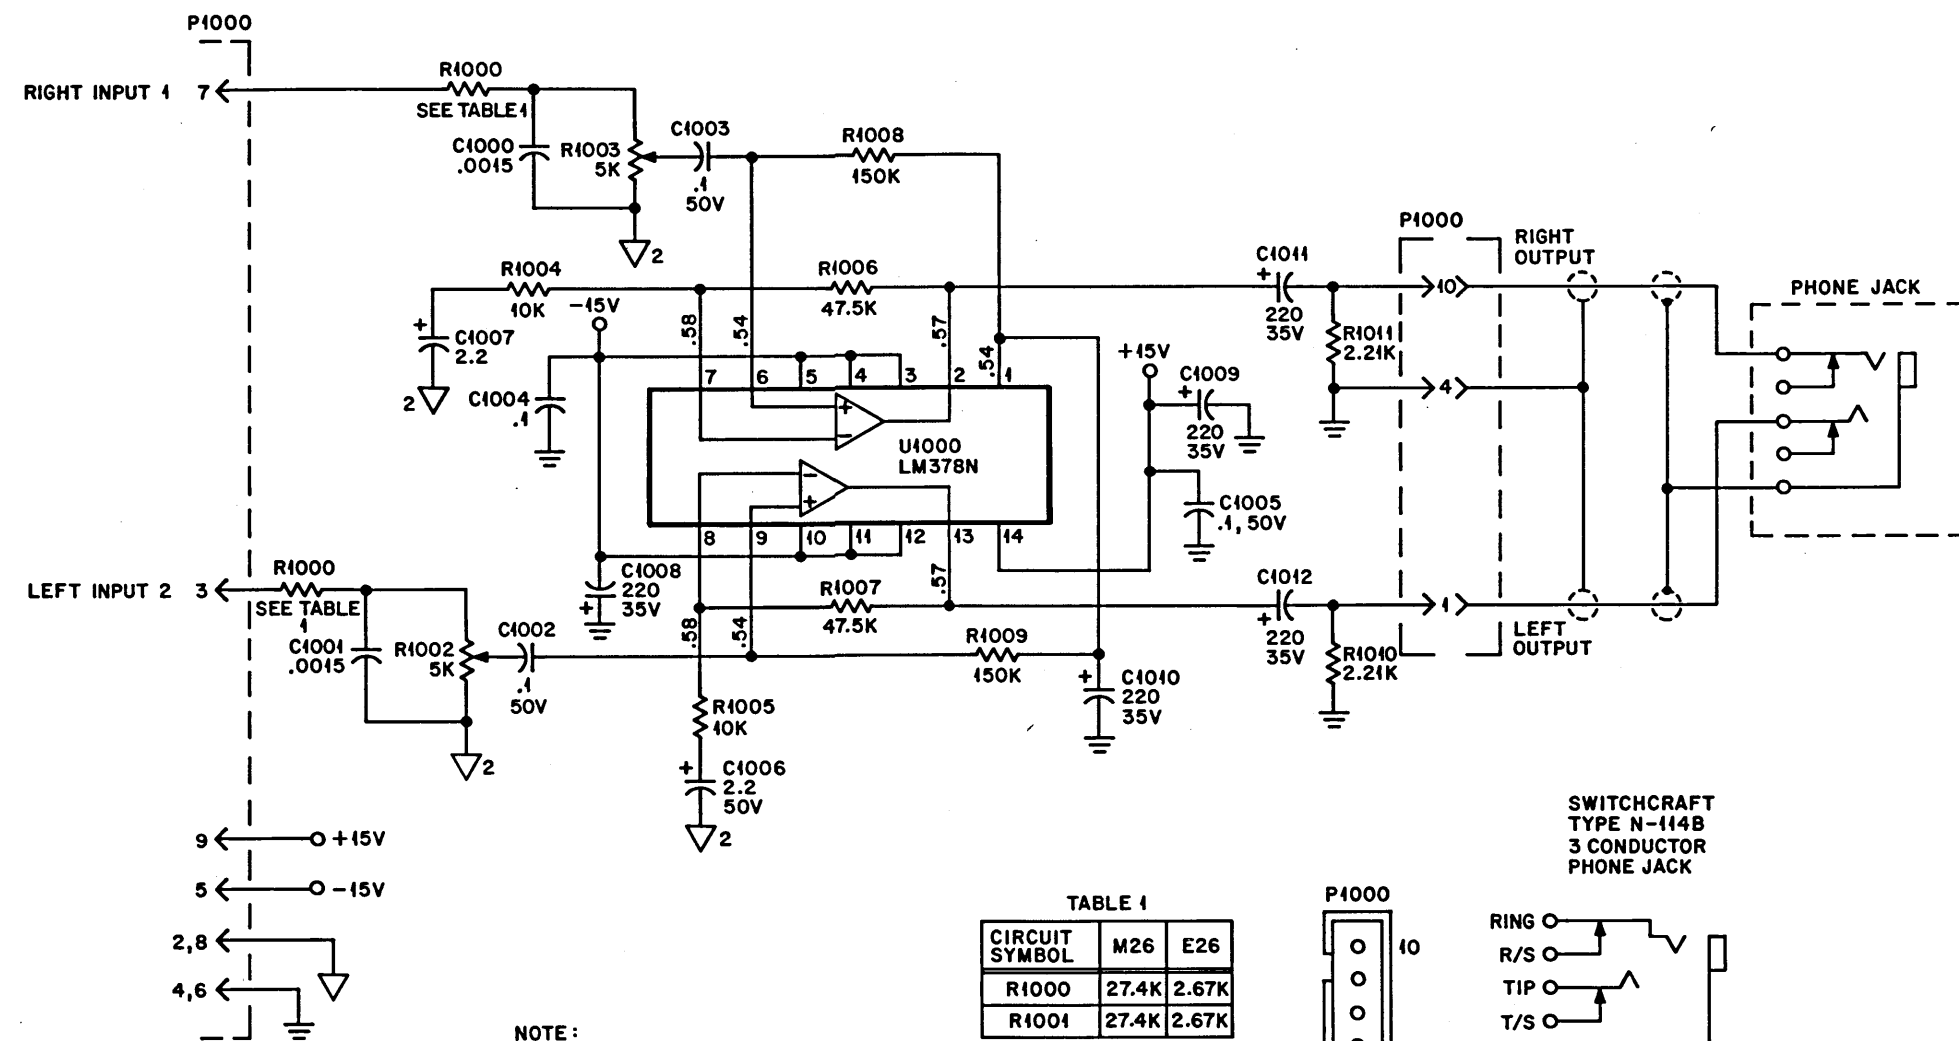 P1000
RIGHT INPUT 1 7
R1000
SEE TABLE 1
C1000
.0015
R1003
5K
C1003
.1
50V
2
R1008
150K
R1004
10K
-15V
C1007
2.2
2
C1004
.1
R1006
47.5K
.58
.54
.57
.54
7 6 5 4 3 2 1
+
-
U1000
LM378N
-
+
8 9 10 11 12 13 14
+15V
C1009
220
35V
C1005
.1, 50V
C1011
220
35V
R1011
2.21K
P1000
10
4
1
RIGHT
OUTPUT
LEFT
OUTPUT
PHONE JACK
LEFT INPUT 2 3
R1000
SEE TABLE
1
C1001
.0015
R1002
5K
C1002
.1
50V
2
C1008
220
35V
.58
.54
.57
R1007
47.5K
R1009
150K
C1010
220
35V
C1012
220
35V
R1010
2.21K
R1005
10K
C1006
2.2
50V
2
9 +15V
5 -15V
2,8
4,6
NOTE:
TABLE 1
CIRCUIT SYMBOL M26 E26
R1000 27.4K 2.67K
R1001 27.4K 2.67K
P1000
10
SWITCHCRAFT
TYPE N-114B
3 CONDUCTOR
PHONE JACK
RING
R/S
TIP
T/S